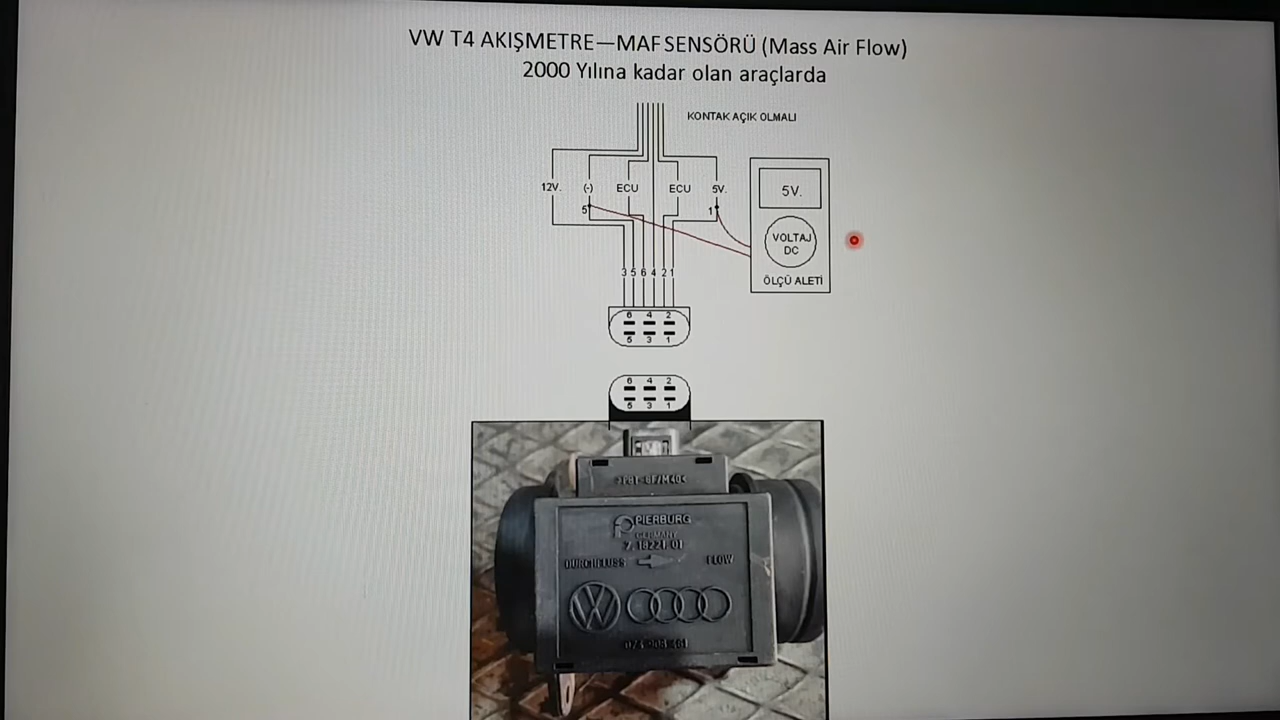 VW T4 AKIŞMETRE—MAF SENSÖRÜ (Mass Air Flow)
2000 Yılına kadar olan araçlarda
KONTAK AÇIK OLMALI
12V. (-) ECU ECU 5V.
5 1
5V.
VOLTAJ
DC
ÖLÇÜ ALETİ
3 5 6 4 2 1
6 4 2
5 3 1
6 4 2
5 3 1
PIERBURG
GERMANY
DURCHFLUSS FLOW